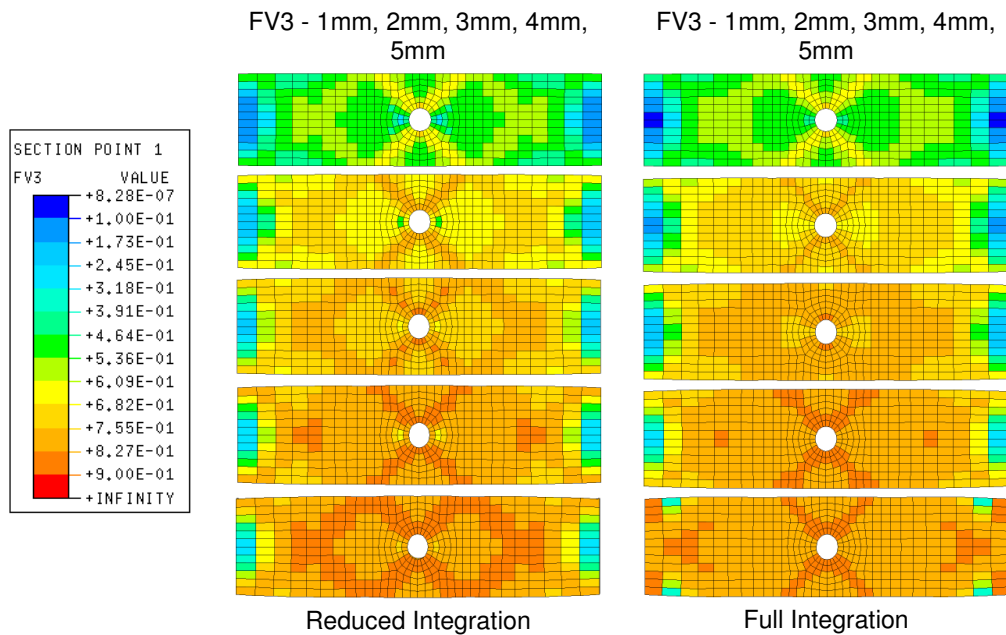 FV3 - 1mm, 2mm, 3mm, 4mm,
5mm
FV3 - 1mm, 2mm, 3mm, 4mm,
5mm
SECTION POINT 1
FV3 VALUE
+8.28E-07
+1.00E-01
+1.73E-01
+2.45E-01
+3.18E-01
+3.91E-01
+4.64E-01
+5.36E-01
+6.09E-01
+6.82E-01
+7.55E-01
+8.27E-01
+9.00E-01
+INFINITY
Reduced Integration
Full Integration